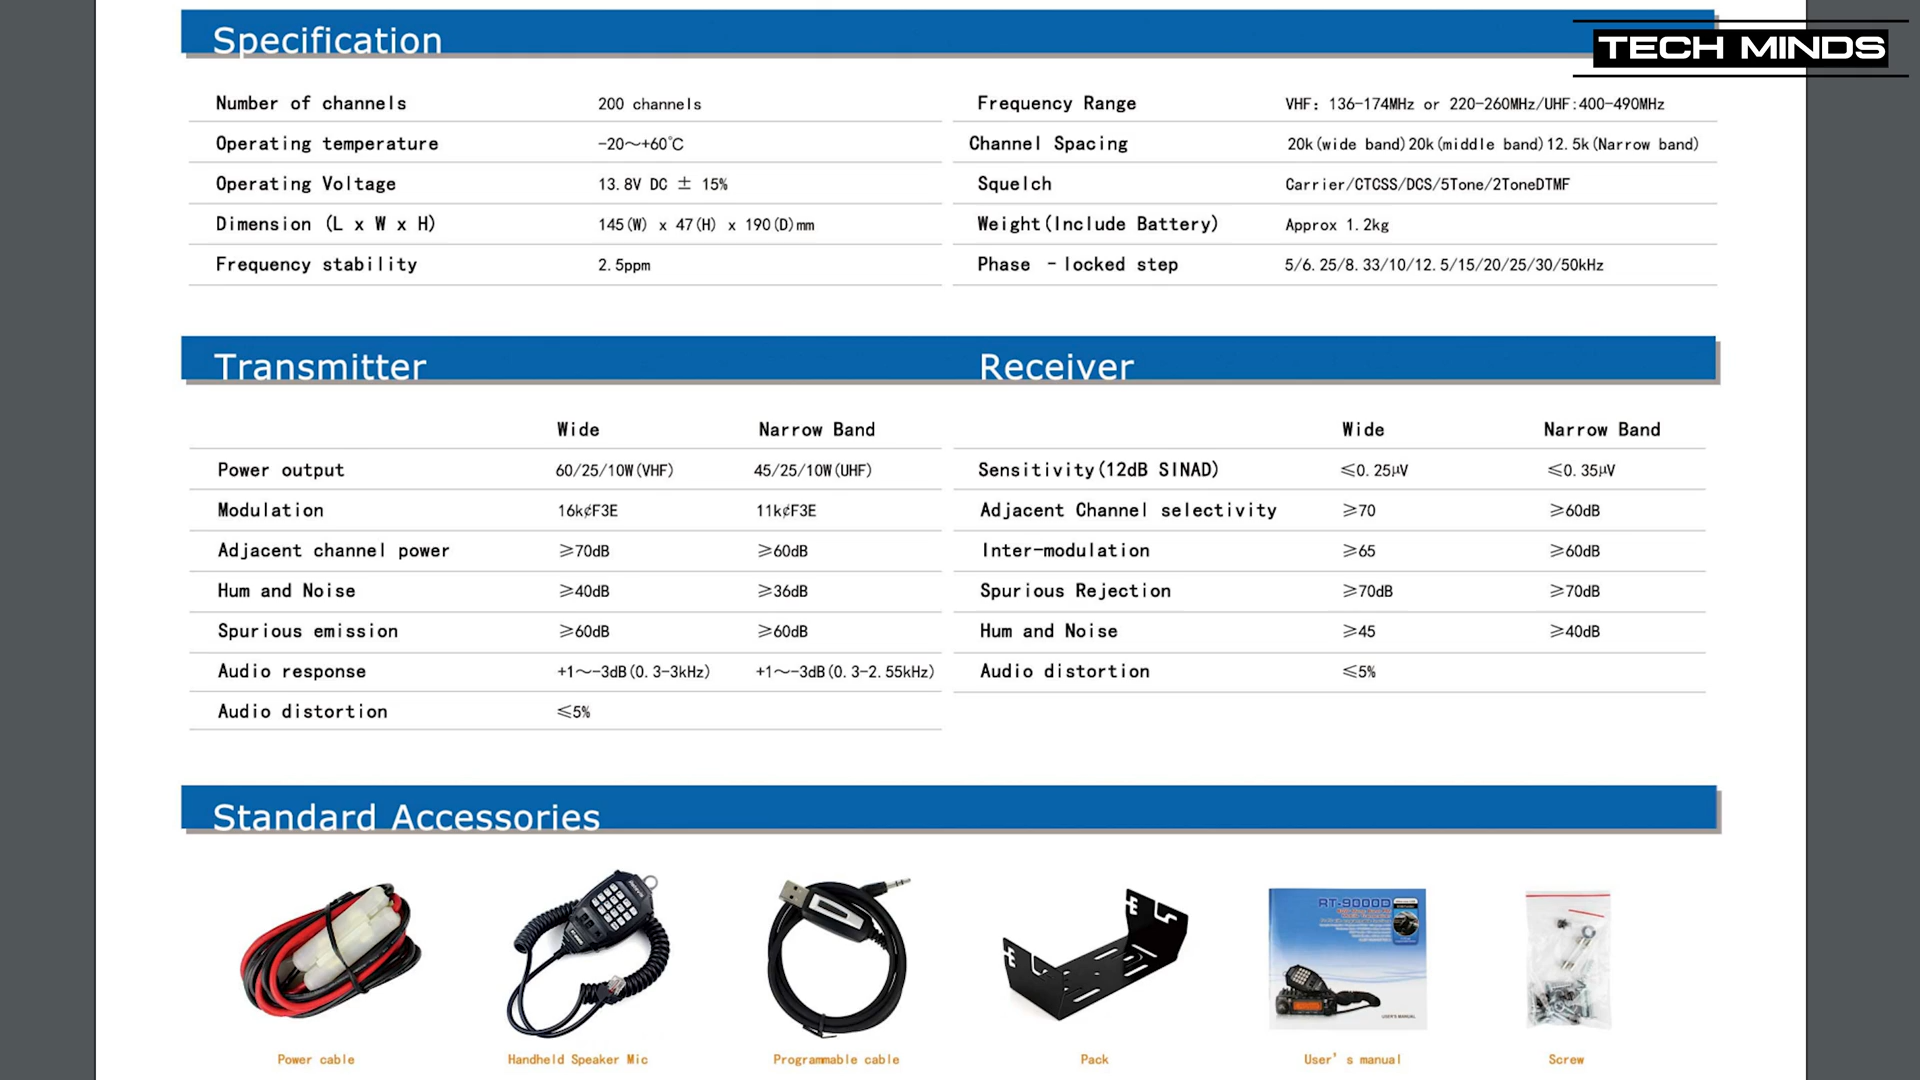 TECH MINDS
Specification
Number of channels 200 channels
Operating temperature -20～+60℃
Operating Voltage 13.8V DC ± 15%
Dimension (L x W x H) 145(W) x 47(H) x 190(D)mm
Frequency stability 2.5ppm
Frequency Range VHF: 136-174MHz or 220-260MHz/UHF:400-490MHz
Channel Spacing 20k(wide band)20k(middle band)12.5k(Narrow band)
Squelch Carrier/CTCSS/DCS/5Tone/2ToneDTMF
Weight(Include Battery) Approx 1.2kg
Phase -locked step 5/6.25/8.33/10/12.5/15/20/25/30/50kHz
Transmitter
Wide Narrow Band
Power output 60/25/10W(VHF) 45/25/10W(UHF)
Modulation 16k¢F3E 11k¢F3E
Adjacent channel power ≥70dB ≥60dB
Hum and Noise ≥40dB ≥36dB
Spurious emission ≥60dB ≥60dB
Audio response +1～-3dB(0.3-3kHz) +1～-3dB(0.3-2.55kHz)
Audio distortion ≤5%
Receiver
Wide Narrow Band
Sensitivity(12dB SINAD) ≤0.25μV ≤0.35μV
Adjacent Channel selectivity ≥70 ≥60dB
Inter-modulation ≥65 ≥60dB
Spurious Rejection ≥70dB ≥70dB
Hum and Noise ≥45 ≥40dB
Audio distortion ≤5%
Standard Accessories
RT-9000D
USER'S MANUAL
Power cable
Handheld Speaker Mic
Programmable cable
Pack
User's manual
Screw